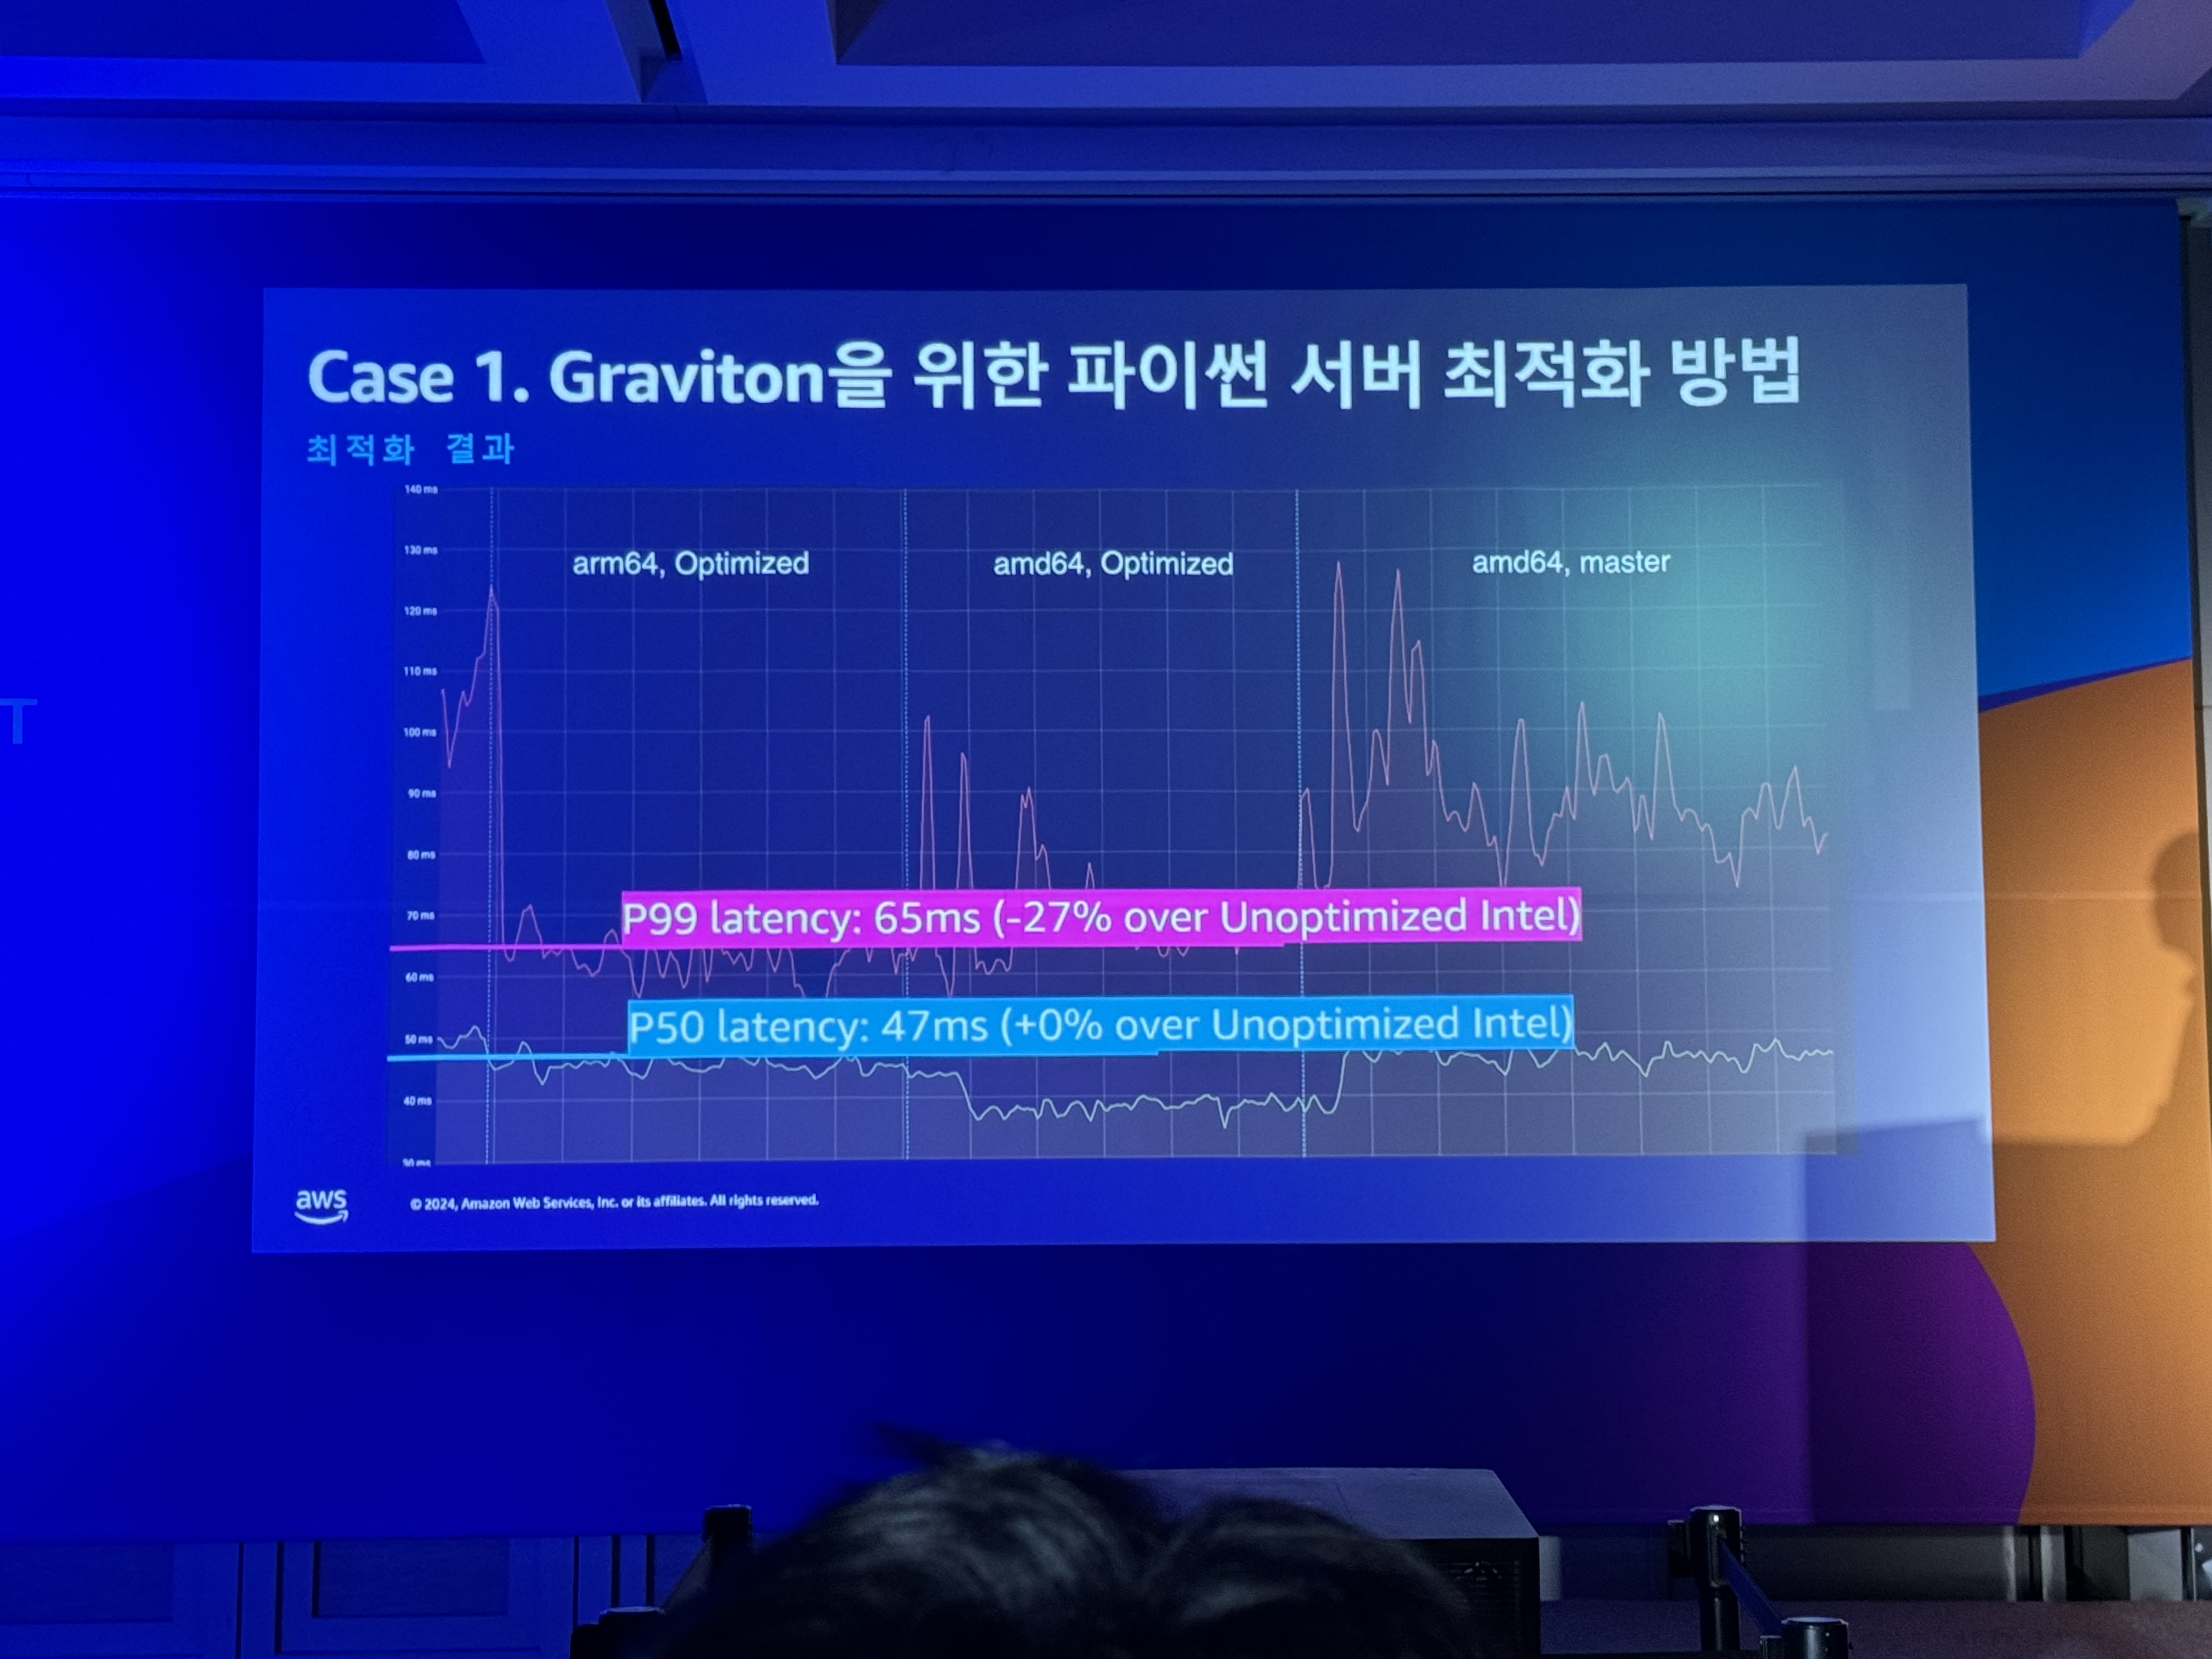 Case 1. Graviton을 위한 파이썬 서버 최적화 방법
최적화 결과
140 ms
130 ms
120 ms
110 ms
100 ms
90 ms
80 ms
70 ms
60 ms
50 ms
40 ms
arm64, Optimized
amd64, Optimized
amd64, master
P99 latency: 65ms (-27% over Unoptimized Intel)
P50 latency: 47ms (+0% over Unoptimized Intel)
aws
© 2024, Amazon Web Services, Inc. or its affiliates. All rights reserved.
T